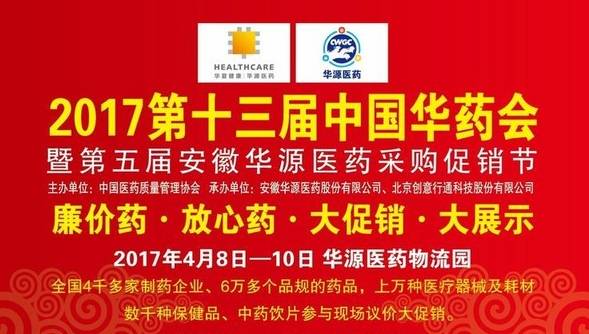 HEALTHCARE
华夏健康 华源医药
CWGC
华源医药
2017第十三届中国华药会
暨第五届安徽华源医药采购促销节
主办单位：中国医药质量管理协会 承办单位：安徽华源医药股份有限公司、北京创意行通科技股份有限公司
廉价药·放心药·大促销·大展示
2017年4月8日—10日 华源医药物流园
全国4千多家制药企业、6万多个品规的药品，上万种医疗器械及耗材
数千种保健品、中药饮片参与现场议价大促销。